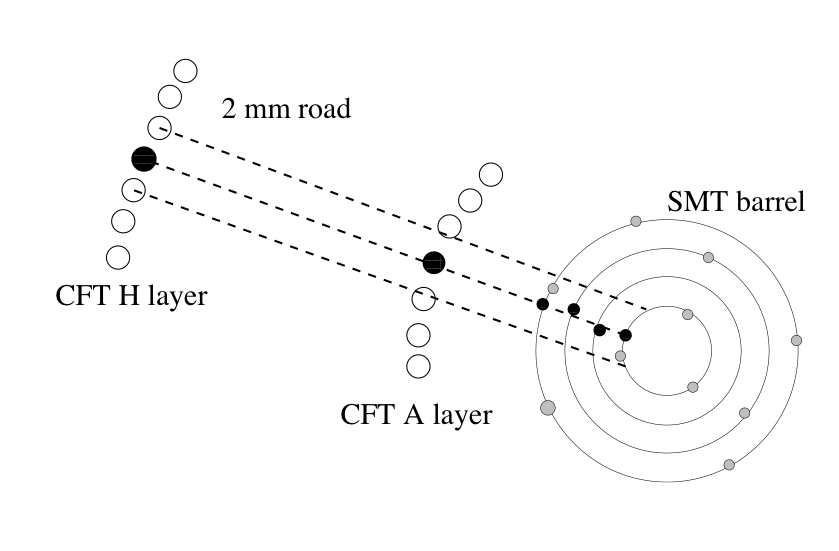 2 mm road
SMT barrel
CFT H layer
CFT A layer